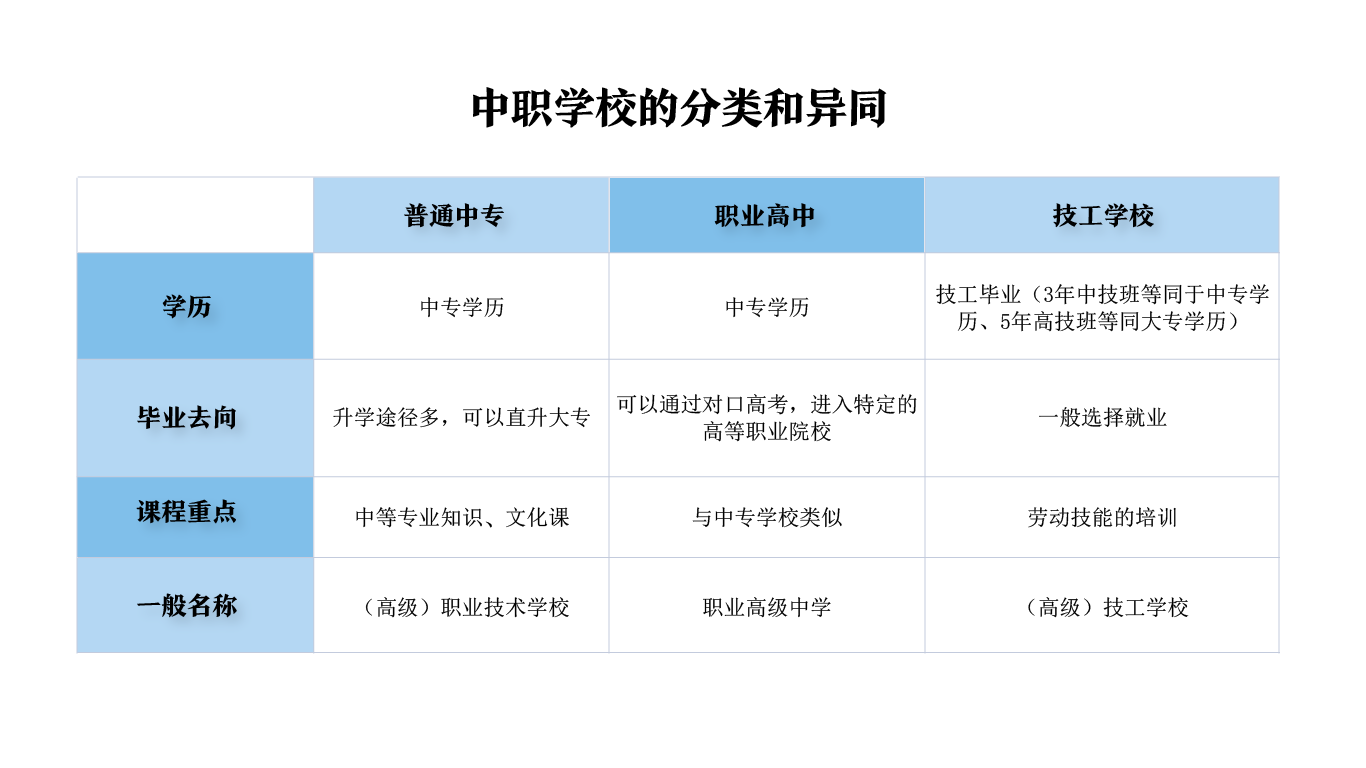 中职学校的分类和异同
普通中专 职业高中 技工学校
学历 中专学历 中专学历 技工毕业（3年中技班等同于中专学
历、5年高技班等同大专学历）
毕业去向 升学途径多，可以直升大专 可以通过对口高考，进入特定的
高等职业院校 一般选择就业
课程重点 中等专业知识、文化课 与中专学校类似 劳动技能的培训
一般名称 （高级）职业技术学校 职业高级中学 （高级）技工学校